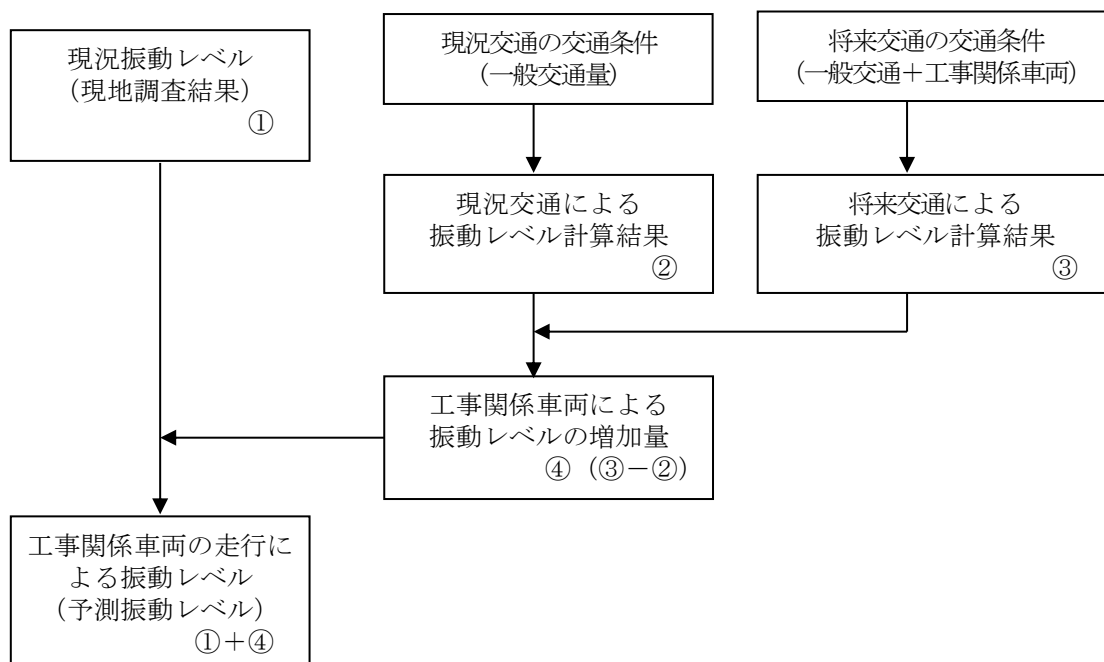 現況振動レベル
（現地調査結果）
①
現況交通の交通条件
（一般交通量）
将来交通の交通条件
（一般交通＋工事関係車両）
現況交通による
振動レベル計算結果
②
将来交通による
振動レベル計算結果
③
工事関係車両による
振動レベルの増加量
④（③－②）
工事関係車両の走行に
よる振動レベル
（予測振動レベル）
①＋④